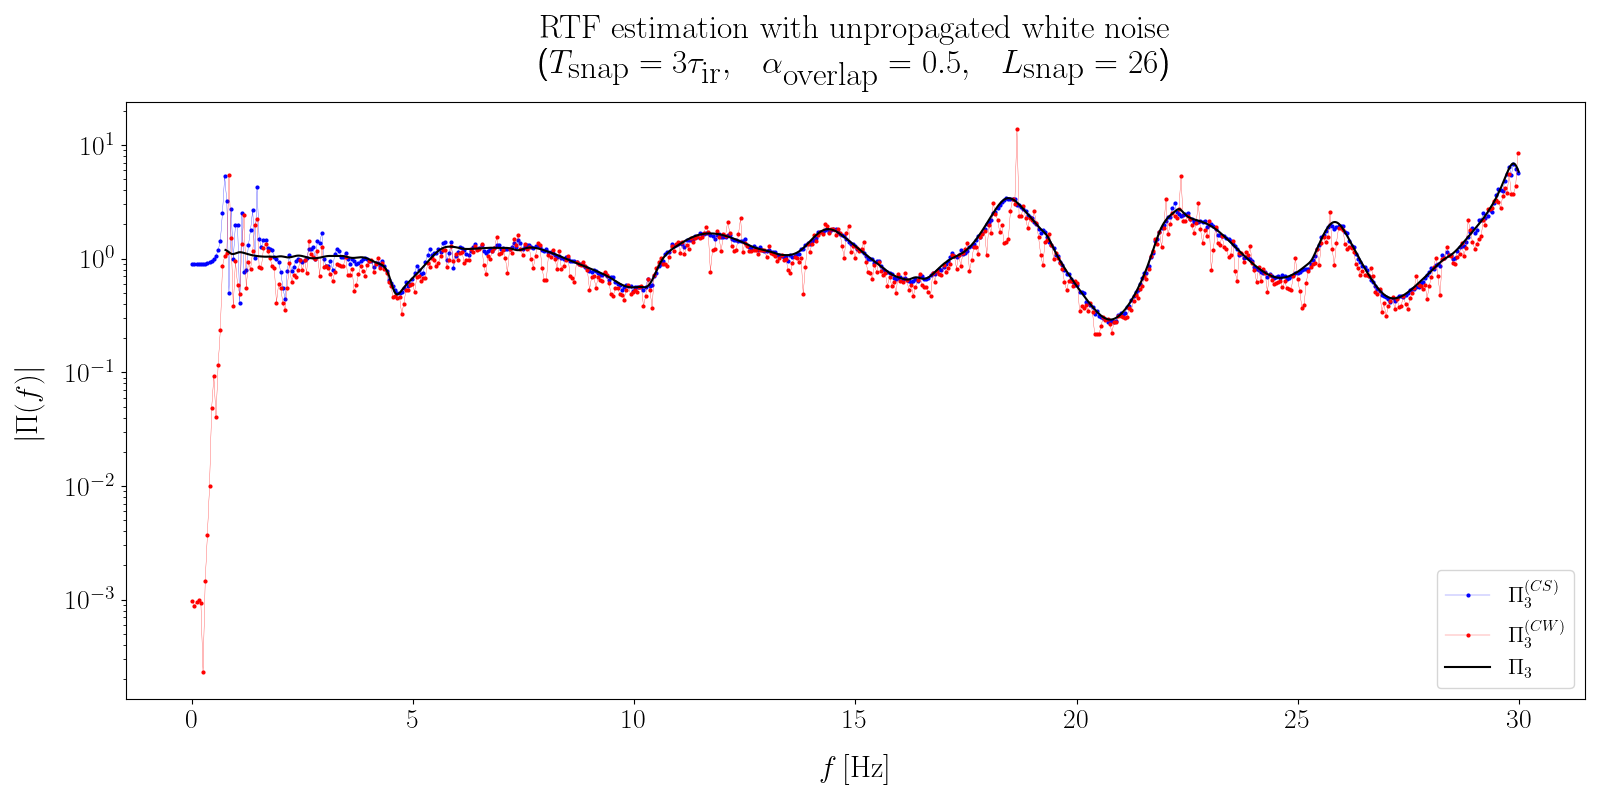 RTF estimation with unpropagated white noise
(T_snap = 3τ_ir, α_overlap = 0.5, L_snap = 26)
10^1
10^0
10^−1
10^−2
10^−3
|Π(f)|
0 5 10 15 20 25 30
f [Hz]
Π_3^(CS)
Π_3^(CW)
Π_3